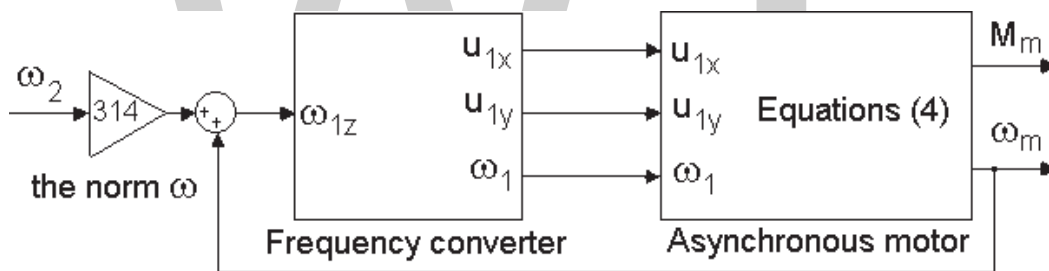 ω₂
314
+
+
the norm ω
ω₁z
u₁x
u₁y
ω₁
Frequency converter
u₁x
u₁y
ω₁
Equations (4)
Asynchronous motor
Mₘ
ωₘ